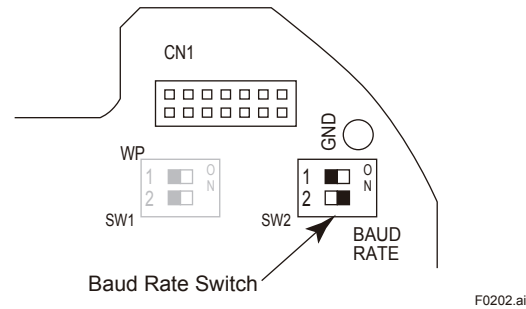 CN1
GND
WP
1
2
O
N
SW1
1
2
O
N
SW2
BAUD
RATE
Baud Rate Switch
F0202.ai